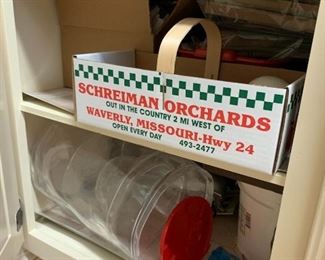 SCHREIMAN ORCHARDS
OUT IN THE COUNTRY 2 MI WEST OF
WAVERLY, MISSOURI-Hwy 24
OPEN EVERY DAY 493-2477